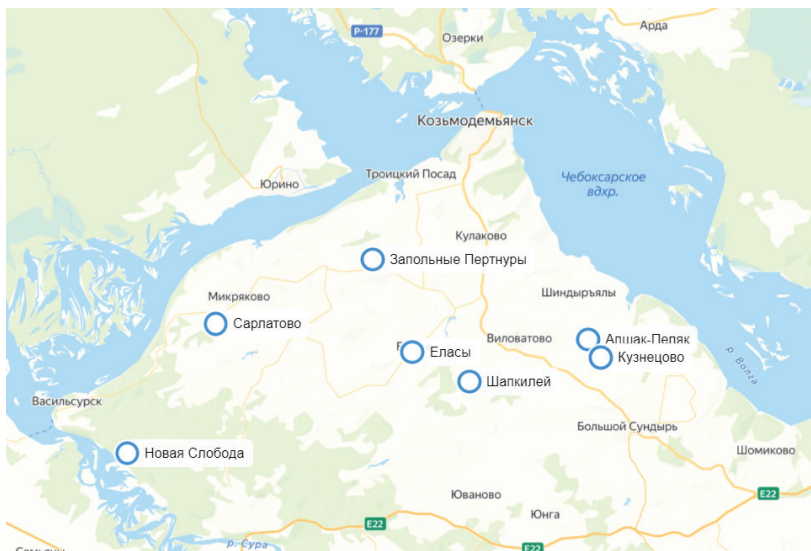 Арда
Р-177
Озерки
Козьмодемьянск
Троицкий Посад
Юрино
Чебоксарское
вдхр.
Кулаково
Запольные Пертнуры
Микряково
Шиндыръялы
Сарлатово
Виловатово
Апшак-Пеляк
Еласы
Кузнецово
р. Волга
Шапкилей
Васильсурск
Большой Сундырь
Новая Слобода
Шомиково
Юваново
E22
Юнга
E22
р. Сура
E22